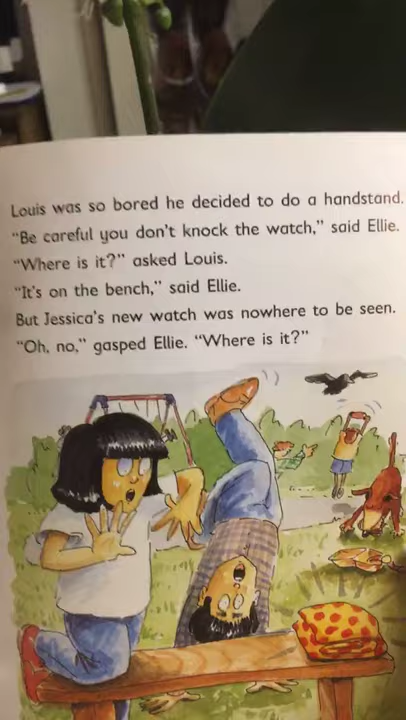 Louis was so bored he decided to do a handstand.
“Be careful you don’t knock the watch,” said Ellie.
“Where is it?” asked Louis.
“It’s on the bench,” said Ellie.
But Jessica’s new watch was nowhere to be seen.
“Oh, no,” gasped Ellie. “Where is it?”